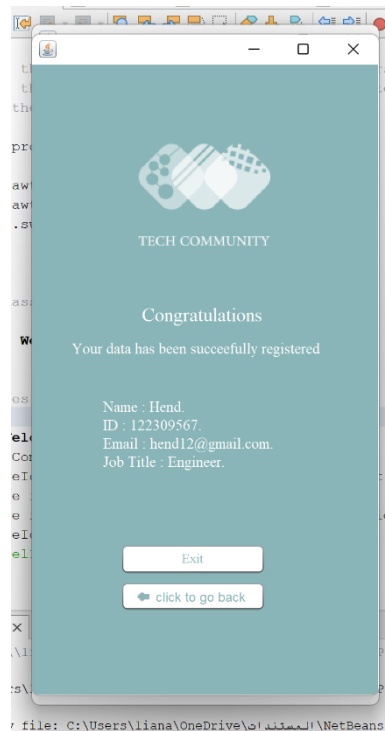 TECH COMMUNITY
Congratulations
Your data has been succeefully registered
Name : Hend.
ID : 122309567.
Email : hend12@gmail.com.
Job Title : Engineer.
Exit
click to go back
y file: C:\Users\liana\OneDrive\المستندات\NetBeans